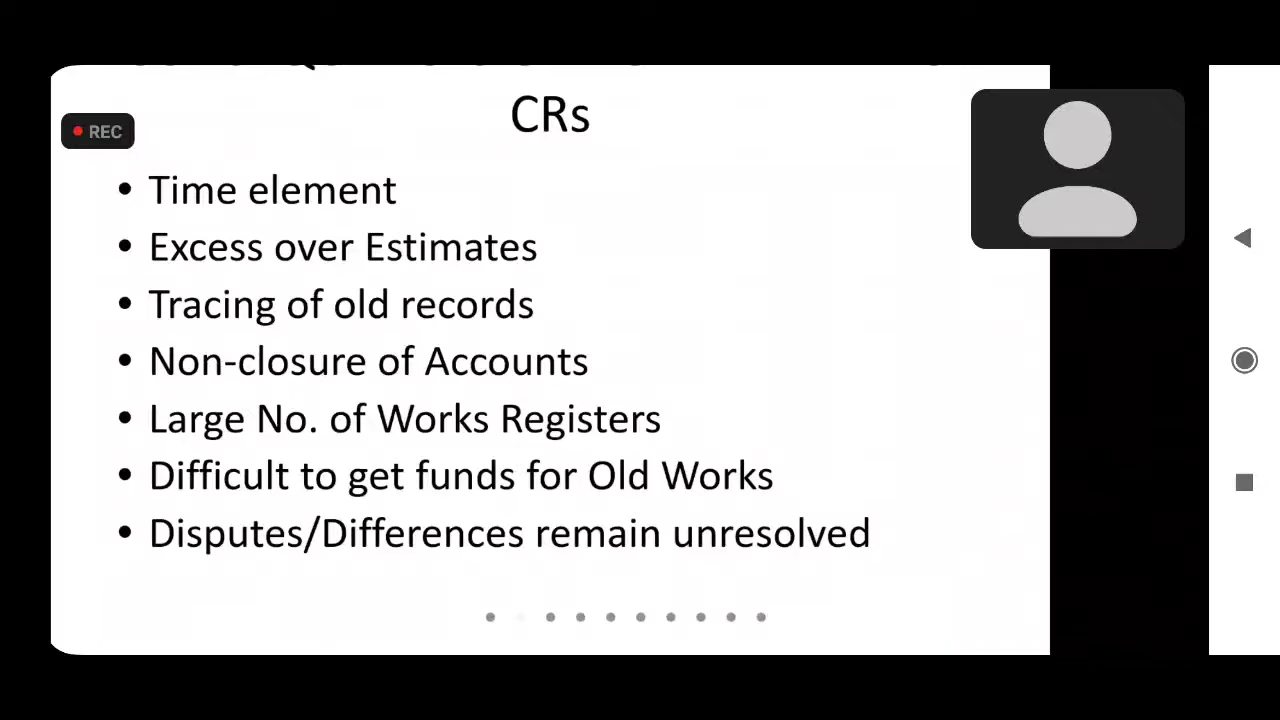 CRs
REC
• Time element
• Excess over Estimates
• Tracing of old records
• Non-closure of Accounts
• Large No. of Works Registers
• Difficult to get funds for Old Works
• Disputes/Differences remain unresolved